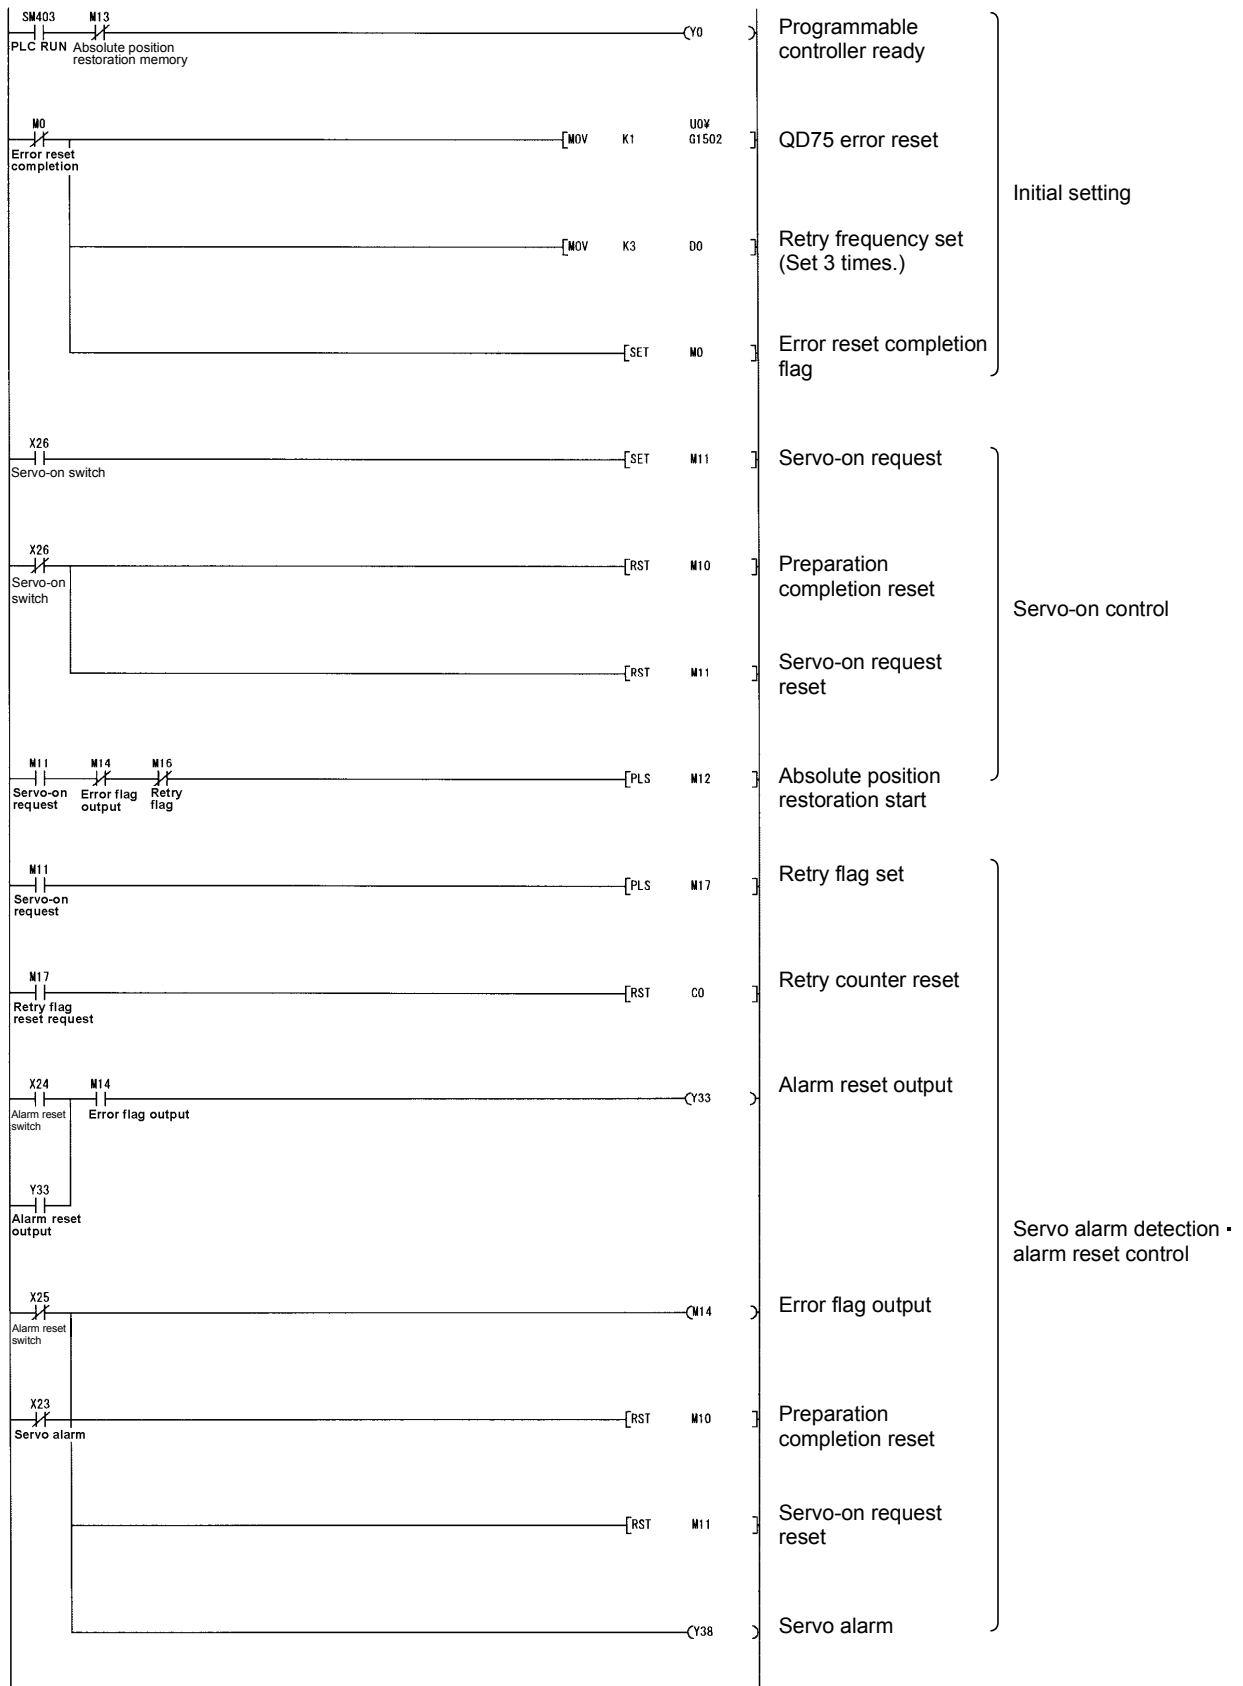 SM403 M13
Y0
PLC RUN Absolute position
restoration memory
Programmable
controller ready
M0
MOV K1 U0¥
G1502
Error reset
completion
QD75 error reset
Initial setting
MOV K3 D0
Retry frequency set
(Set 3 times.)
SET M0
Error reset completion
flag
X26
SET M11
Servo-on switch
Servo-on request
X26
RST M10
Servo-on
switch
Preparation
completion reset
Servo-on control
RST M11
Servo-on request
reset
M11 M14 M16
PLS M12
Servo-on
request
Error flag
output
Retry
flag
Absolute position
restoration start
M11
PLS M17
Servo-on
request
Retry flag set
M17
RST C0
Retry flag
reset request
Retry counter reset
X24 M14
Y33
Alarm reset
switch
Error flag output
Alarm reset output
Y33
Alarm reset
output
Servo alarm detection ·
alarm reset control
X25
M14
Alarm reset
switch
Error flag output
X23
RST M10
Servo alarm
Preparation
completion reset
RST M11
Servo-on request
reset
Y38
Servo alarm